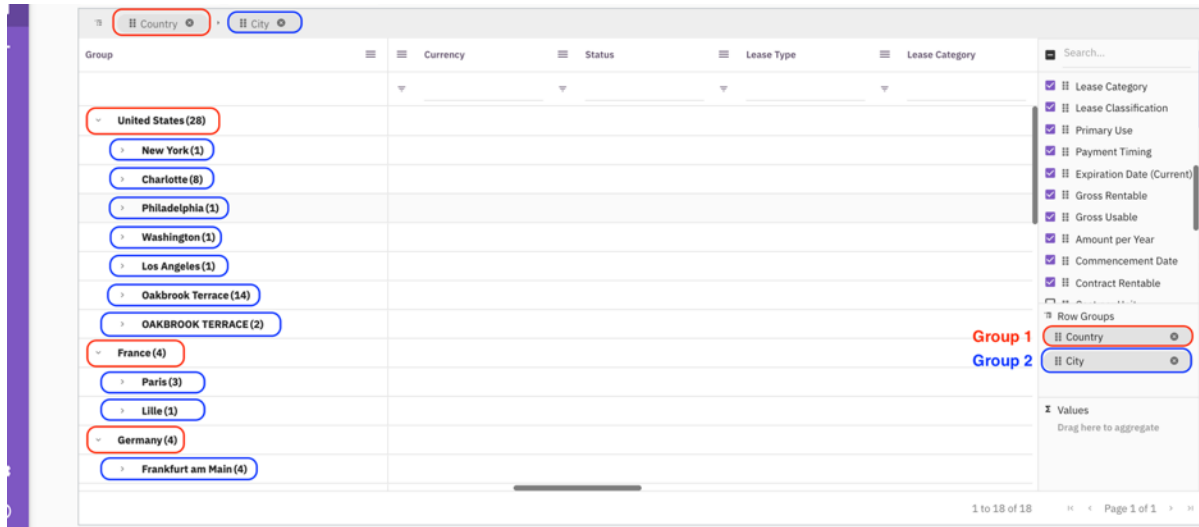 Country
City
Group Currency Status Lease Type Lease Category
Search...
United States (28)
New York (1)
Charlotte (8)
Philadelphia (1)
Washington (1)
Los Angeles (1)
Oakbrook Terrace (14)
OAKBROOK TERRACE (2)
France (4)
Paris (3)
Lille (1)
Germany (4)
Frankfurt am Main (4)
Lease Category
Lease Classification
Primary Use
Payment Timing
Expiration Date (Current)
Gross Rentable
Gross Usable
Amount per Year
Commencement Date
Contract Rentable
Row Groups
Group 1 Country
Group 2 City
Values
Drag here to aggregate
1 to 18 of 18 Page 1 of 1